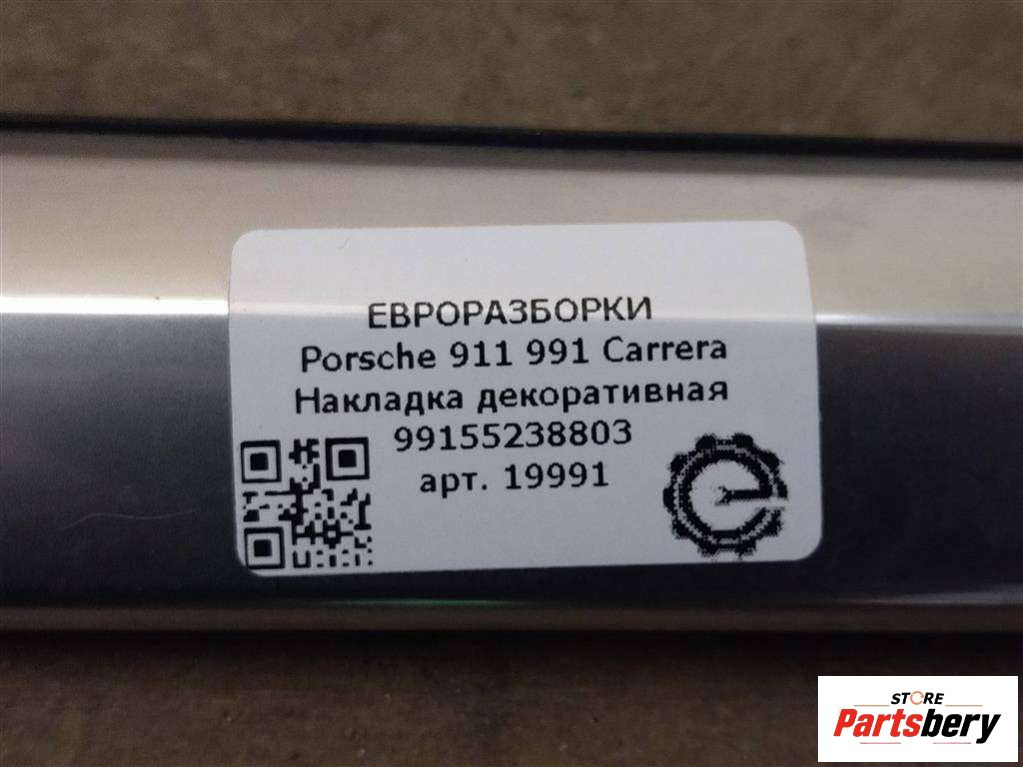 ЕВРОРАЗБОРКИ
Porsche 911 991 Carrera
Накладка декоративная
99155238803
арт. 19991
STORE
Partsbery